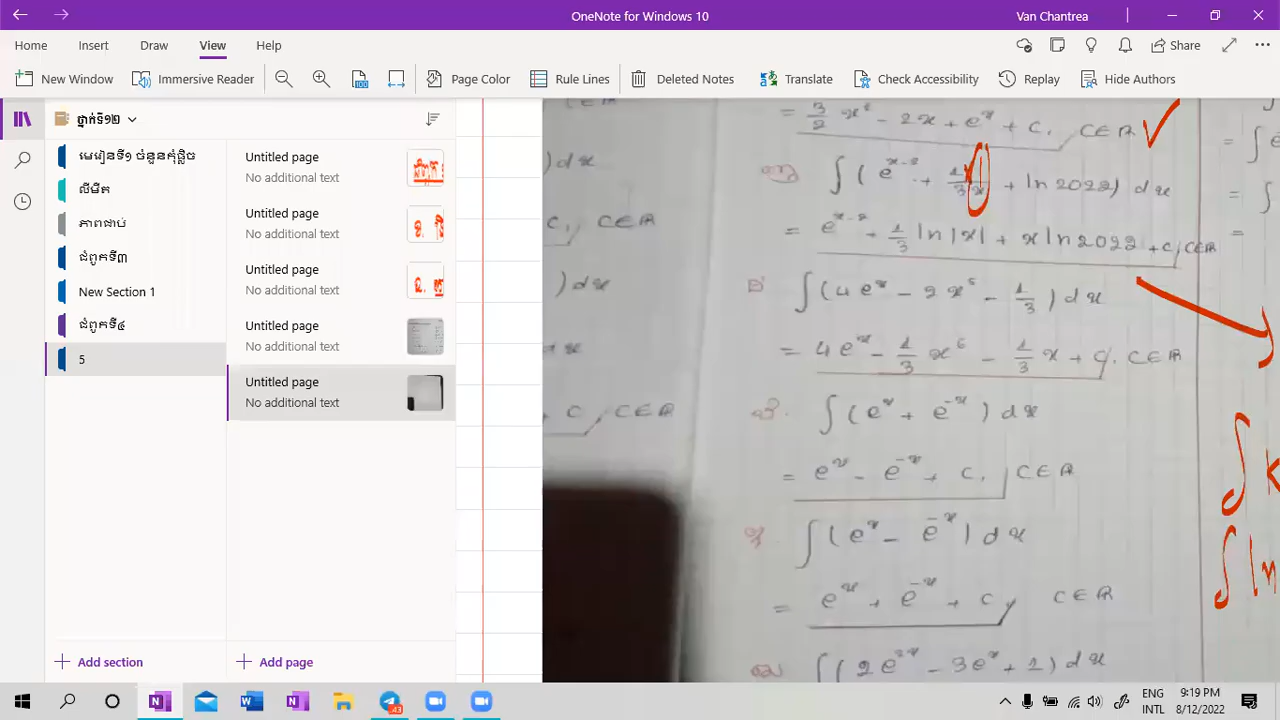 OneNote for Windows 10
Van Chantrea
Home Insert Draw View Help
Share
New Window Immersive Reader Page Color Rule Lines Deleted Notes Translate Check Accessibility Replay Hide Authors
ថ្នាក់ទី១២
មេរៀនទី១ ចំនួនកុំផ្លិច
លីមីត
ភាពជាប់
ជំពូកទី៣
New Section 1
ជំពូកទី៤
5
Add section
Untitled page
No additional text
Untitled page
No additional text
Untitled page
No additional text
Untitled page
No additional text
Untitled page
No additional text
Add page
) dx
C, C∈R
) dx
dx
+ C, C∈R
= 3/2 x² - 2x + eˣ + C, C∈R
∫ ( eˣ⁻² + 1/3x + ln 2022 ) dx
= eˣ⁻² + 1/3 ln |x| + x ln 2022 + C, C∈R
∫ (4eˣ - 2x⁵ - 1/3 ) dx
= 4eˣ - 1/3 x⁶ - 1/3 x + C. C∈R
∫ ( eˣ + e⁻ˣ ) dx
= eˣ - e⁻ˣ + C, C∈R
∫ ( eˣ - e⁻ˣ ) dx
= eˣ + e⁻ˣ + C, C∈R
∫ k
∫ ln
9:19 PM
ENG
INTL
8/12/2022
43